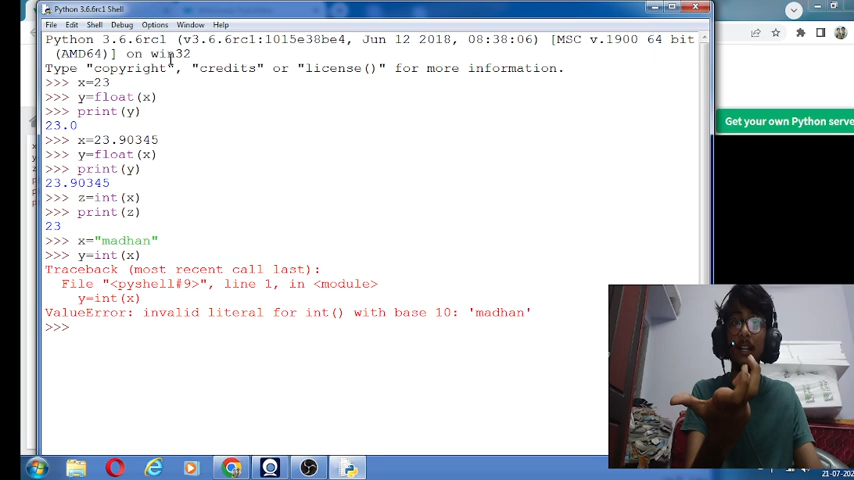 Python 3.6.6rc1 Shell
File Edit Shell Debug Options Window Help
Python 3.6.6rc1 (v3.6.6rc1:1015e38be4, Jun 12 2018, 08:38:06) [MSC v.1900 64 bit
(AMD64)] on win32
Type "copyright", "credits" or "license()" for more information.
>>> x=23
>>> y=float(x)
>>> print(y)
23.0
>>> x=23.90345
>>> y=float(x)
>>> print(y)
23.90345
>>> z=int(x)
>>> print(z)
23
>>> x="madhan"
>>> y=int(x)
Traceback (most recent call last):
File "<pyshell#9>", line 1, in <module>
y=int(x)
ValueError: invalid literal for int() with base 10: 'madhan'
>>>
Get your own Python serve
21-07-202